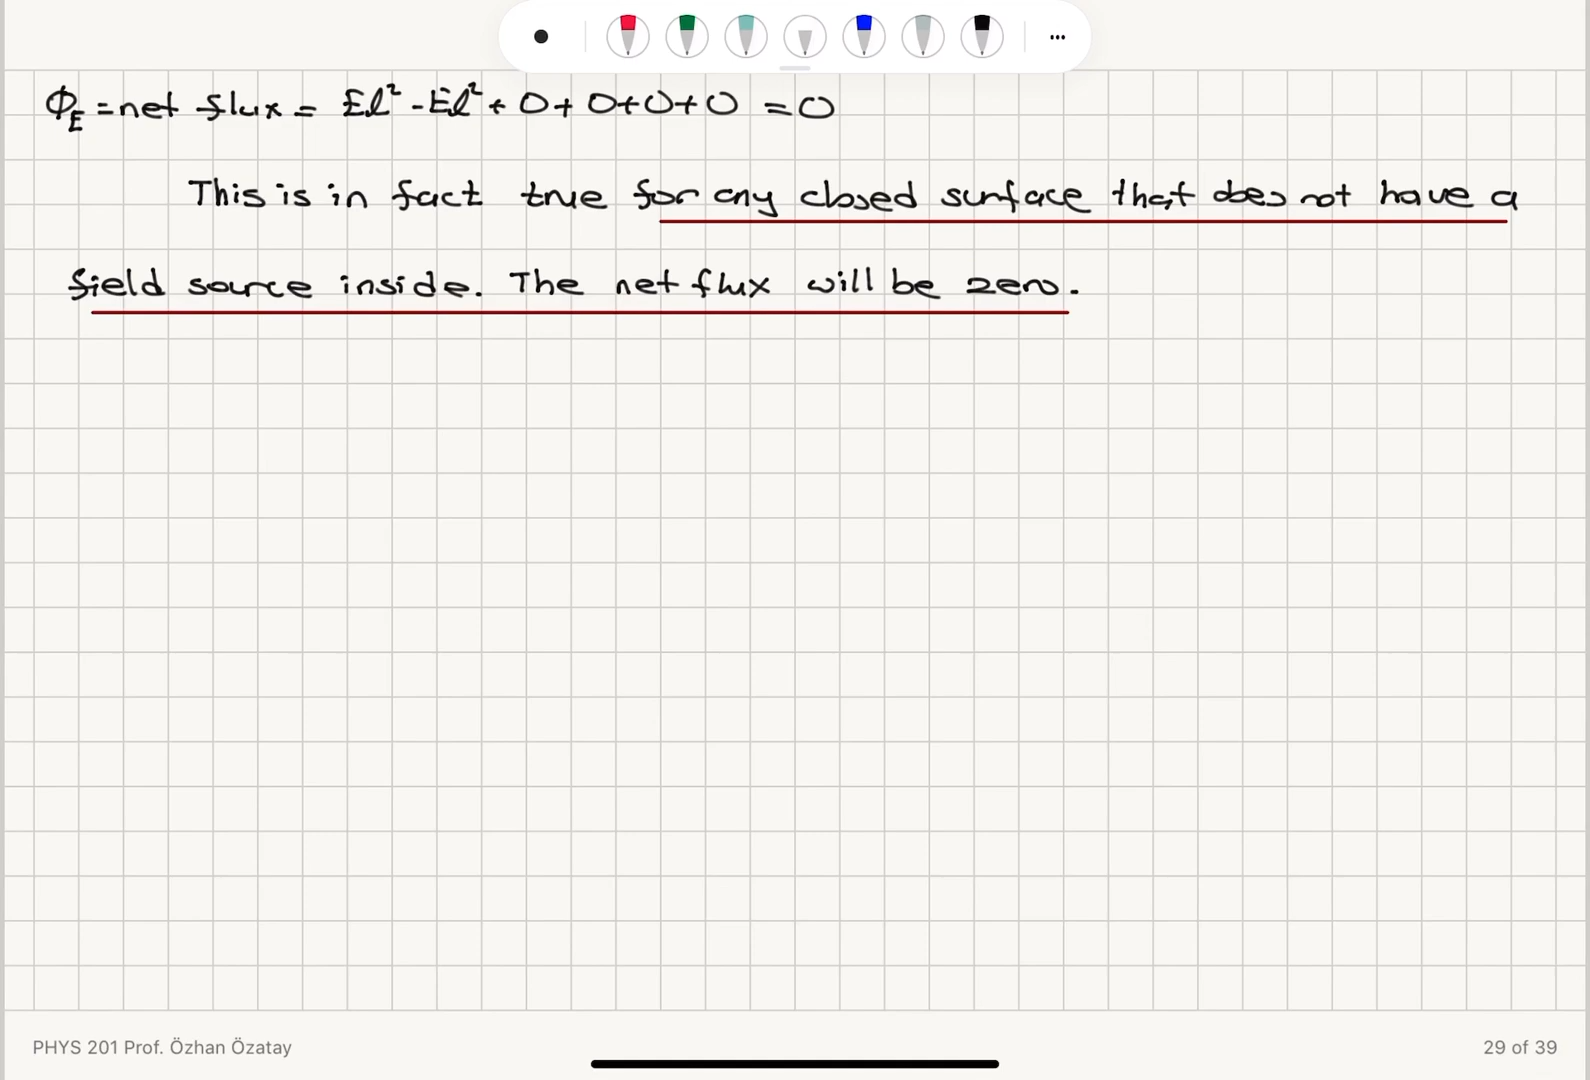 Φ_E = net flux = El² - El² + 0 + 0 + 0 + 0 = 0
This is in fact true for any closed surface that does not have a
field source inside. The net flux will be zero.
PHYS 201 Prof. Özhan Özatay
29 of 39